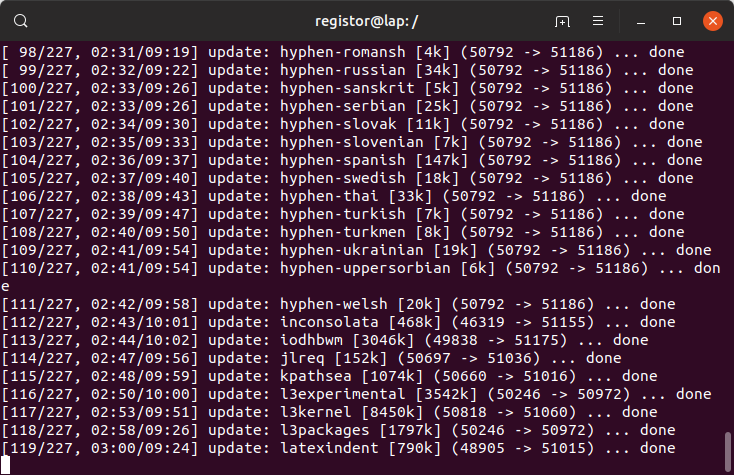 registor@lap: /
[ 98/227, 02:31/09:19] update: hyphen-romansh [4k] (50792 -> 51186) ... done
[ 99/227, 02:32/09:22] update: hyphen-russian [34k] (50792 -> 51186) ... done
[100/227, 02:33/09:26] update: hyphen-sanskrit [5k] (50792 -> 51186) ... done
[101/227, 02:33/09:26] update: hyphen-serbian [25k] (50792 -> 51186) ... done
[102/227, 02:34/09:30] update: hyphen-slovak [11k] (50792 -> 51186) ... done
[103/227, 02:35/09:33] update: hyphen-slovenian [7k] (50792 -> 51186) ... done
[104/227, 02:36/09:37] update: hyphen-spanish [147k] (50792 -> 51186) ... done
[105/227, 02:37/09:40] update: hyphen-swedish [18k] (50792 -> 51186) ... done
[106/227, 02:38/09:43] update: hyphen-thai [33k] (50792 -> 51186) ... done
[107/227, 02:39/09:47] update: hyphen-turkish [7k] (50792 -> 51186) ... done
[108/227, 02:40/09:50] update: hyphen-turkmen [8k] (50792 -> 51186) ... done
[109/227, 02:41/09:54] update: hyphen-ukrainian [19k] (50792 -> 51186) ... done
[110/227, 02:41/09:54] update: hyphen-uppersorbian [6k] (50792 -> 51186) ... don
e
[111/227, 02:42/09:58] update: hyphen-welsh [20k] (50792 -> 51186) ... done
[112/227, 02:43/10:01] update: inconsolata [468k] (46319 -> 51155) ... done
[113/227, 02:44/10:02] update: iodhbwm [3046k] (49838 -> 51175) ... done
[114/227, 02:47/09:56] update: jlreq [152k] (50697 -> 51036) ... done
[115/227, 02:48/09:59] update: kpathsea [1074k] (50660 -> 51016) ... done
[116/227, 02:50/10:00] update: l3experimental [3542k] (50246 -> 50972) ... done
[117/227, 02:53/09:51] update: l3kernel [8450k] (50818 -> 51060) ... done
[118/227, 02:58/09:26] update: l3packages [1797k] (50246 -> 50972) ... done
[119/227, 03:00/09:24] update: latexindent [790k] (48905 -> 51015) ... done